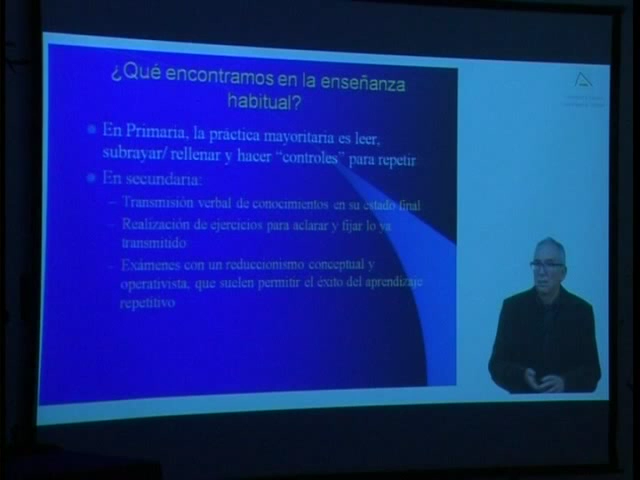 ¿Qué encontramos en la enseñanza
habitual?
En Primaria, la práctica mayoritaria es leer,
subrayar/ rellenar y hacer “controles” para repetir
En secundaria:
– Transmisión verbal de conocimientos en su estado final
– Realización de ejercicios para aclarar y fijar lo ya
transmitido
– Exámenes con un reduccionismo conceptual y
operativista, que suelen permitir el éxito del aprendizaje
repetitivo